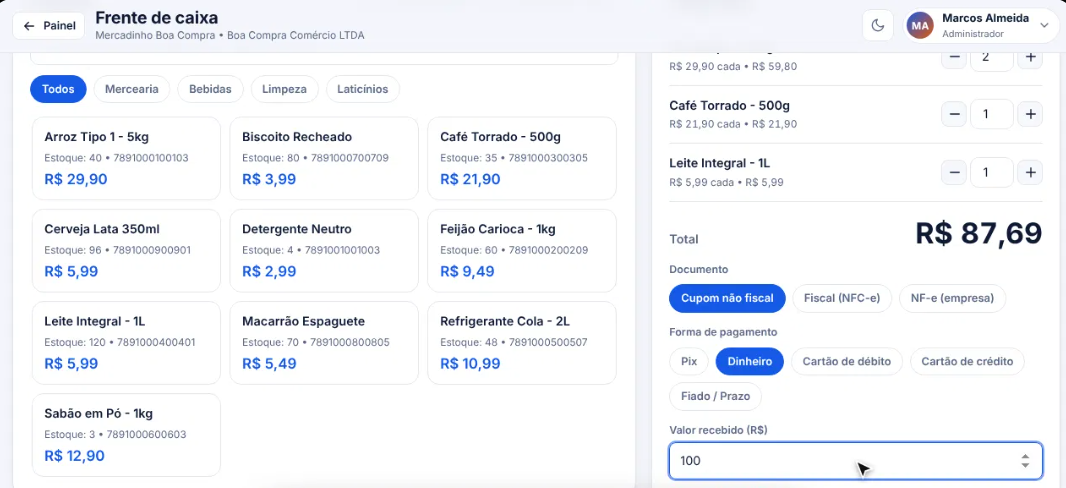 Painel
Frente de caixa
Mercadinho Boa Compra • Boa Compra Comércio LTDA
MA
Marcos Almeida
Administrador
Todos
Mercearia
Bebidas
Limpeza
Laticínios
Arroz Tipo 1 - 5kg
Estoque: 40 • 7891000100103
R$ 29,90
Biscoito Recheado
Estoque: 80 • 7891000700709
R$ 3,99
Café Torrado - 500g
Estoque: 35 • 7891000300305
R$ 21,90
Cerveja Lata 350ml
Estoque: 96 • 7891000900901
R$ 5,99
Detergente Neutro
Estoque: 4 • 7891001001003
R$ 2,99
Feijão Carioca - 1kg
Estoque: 60 • 7891000200209
R$ 9,49
Leite Integral - 1L
Estoque: 120 • 7891000400401
R$ 5,99
Macarrão Espaguete
Estoque: 70 • 7891000800805
R$ 5,49
Refrigerante Cola - 2L
Estoque: 48 • 7891000500507
R$ 10,99
Sabão em Pó - 1kg
Estoque: 3 • 7891000600603
R$ 12,90
R$ 29,90 cada • R$ 59,80
2
Café Torrado - 500g
R$ 21,90 cada • R$ 21,90
1
Leite Integral - 1L
R$ 5,99 cada • R$ 5,99
1
Total
R$ 87,69
Documento
Cupom não fiscal
Fiscal (NFC-e)
NF-e (empresa)
Forma de pagamento
Pix
Dinheiro
Cartão de débito
Cartão de crédito
Fiado / Prazo
Valor recebido (R$)
100